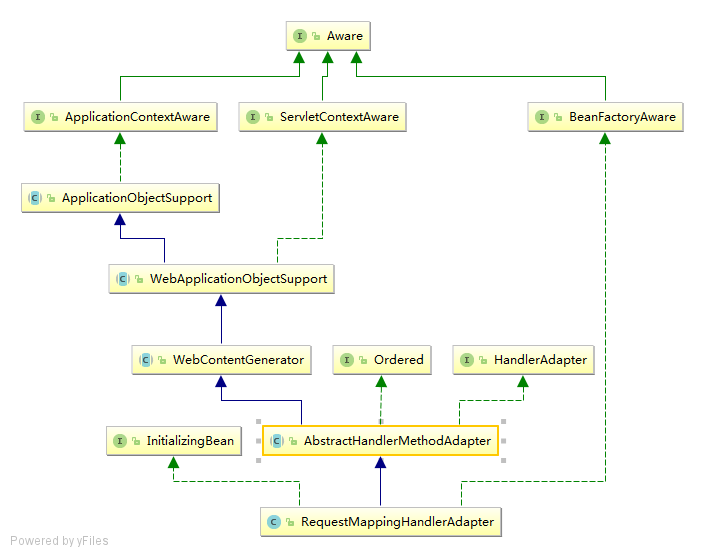 I Aware
I ApplicationContextAware
I ServletContextAware
I BeanFactoryAware
C ApplicationObjectSupport
C WebApplicationObjectSupport
C WebContentGenerator
I Ordered
I HandlerAdapter
I InitializingBean
C AbstractHandlerMethodAdapter
C RequestMappingHandlerAdapter
Powered by yFiles